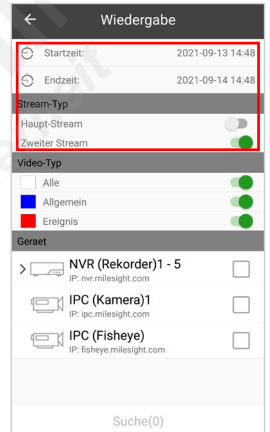 Wiedergabe
Startzeit: 2021-09-13 14:48
Endzeit: 2021-09-14 14:48
Stream-Typ
Haupt-Stream
Zweiter Stream
Video-Typ
Alle
Allgemein
Ereignis
Geraet
NVR (Rekorder)1 - 5
IP: nvr.milesight.com
IPC (Kamera)1
IP: ipc.milesight.com
IPC (Fisheye)
IP: fisheye.milesight.com
Suche(0)